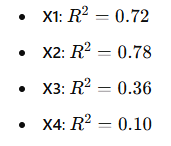 • X1: R² = 0.72
• X2: R² = 0.78
• X3: R² = 0.36
• X4: R² = 0.10